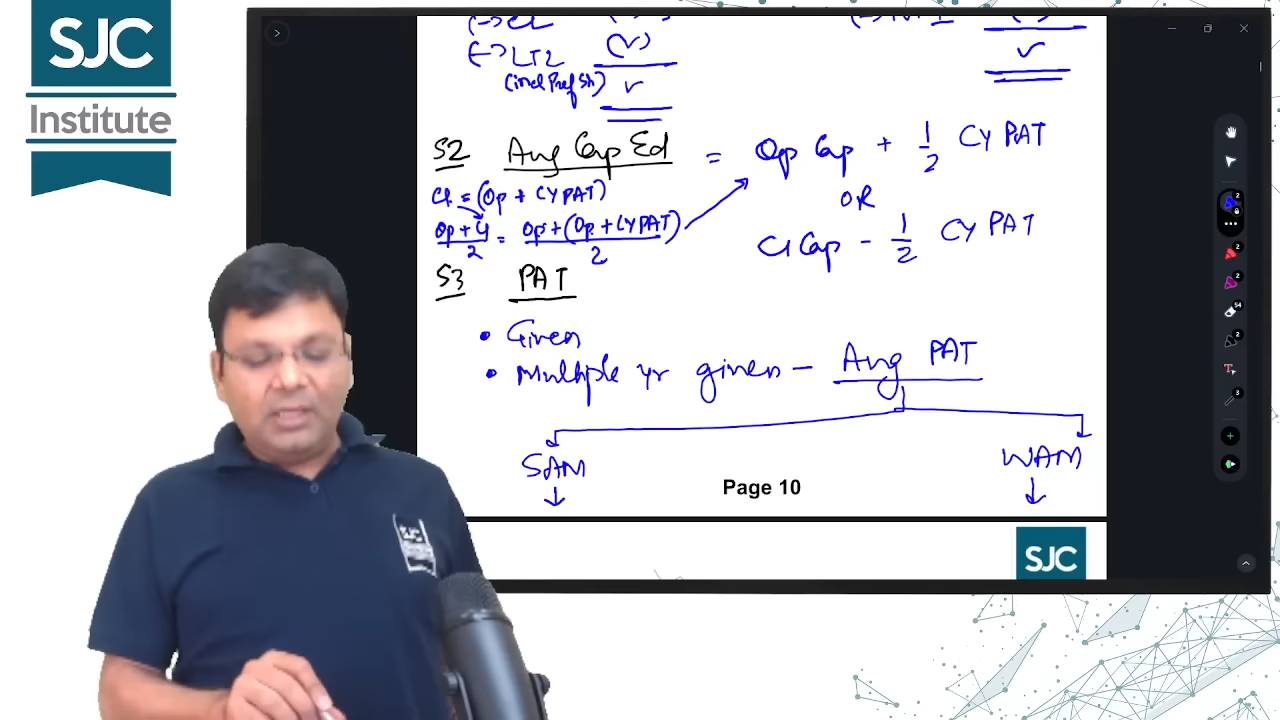 SJC
Institute
(→) LTL (✓)
(incl Pref Sh) ✓
✓
S2 Avg Cap Ed = Op Cap + 1/2 CY PAT
Cl = (Op + CY PAT)
OR
Op + Cl / 2 = Op + (Op + CY PAT) / 2
Cl Cap - 1/2 CY PAT
S3 PAT
• Given
• Multiple yr given - Avg PAT
SAM
WAM
Page 10
SJC
SJC